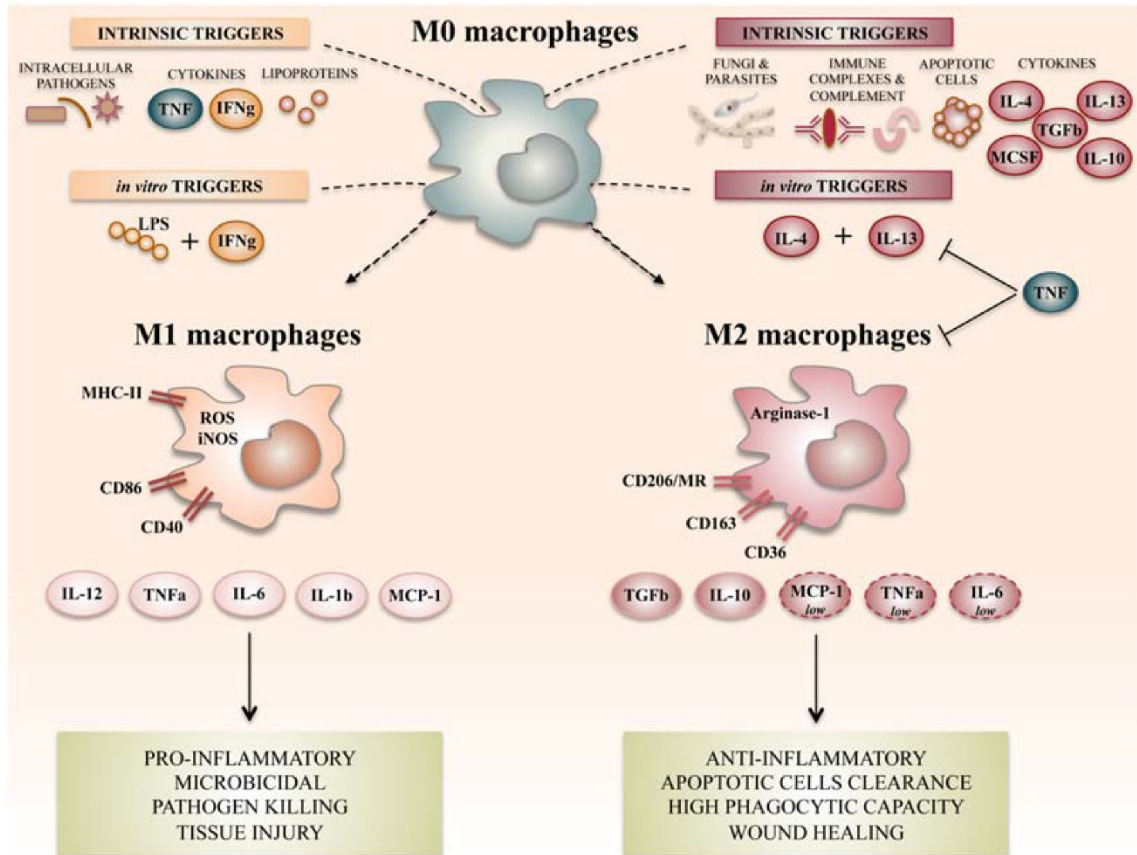 M0 macrophages
INTRINSIC TRIGGERS
INTRACELLULAR
PATHOGENS
CYTOKINES
LIPOPROTEINS
TNF
IFNg
in vitro TRIGGERS
LPS
+
IFNg
INTRINSIC TRIGGERS
FUNGI &
PARASITES
IMMUNE
COMPLEXES &
COMPLEMENT
APOPTOTIC
CELLS
CYTOKINES
IL-4
IL-13
TGFb
MCSF
IL-10
in vitro TRIGGERS
IL-4
+
IL-13
TNF
M1 macrophages
MHC-II
ROS
iNOS
CD86
CD40
IL-12
TNFa
IL-6
IL-1b
MCP-1
PRO-INFLAMMATORY
MICROBICIDAL
PATHOGEN KILLING
TISSUE INJURY
M2 macrophages
Arginase-1
CD206/MR
CD163
CD36
TGFb
IL-10
MCP-1
low
TNFa
low
IL-6
low
ANTI-INFLAMMATORY
APOPTOTIC CELLS CLEARANCE
HIGH PHAGOCYTIC CAPACITY
WOUND HEALING